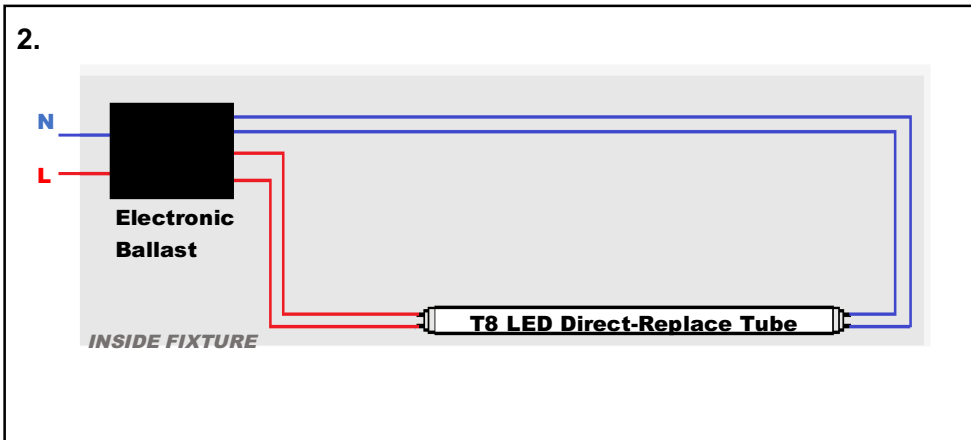 2.
N
L
Electronic
Ballast
T8 LED Direct-Replace Tube
INSIDE FIXTURE